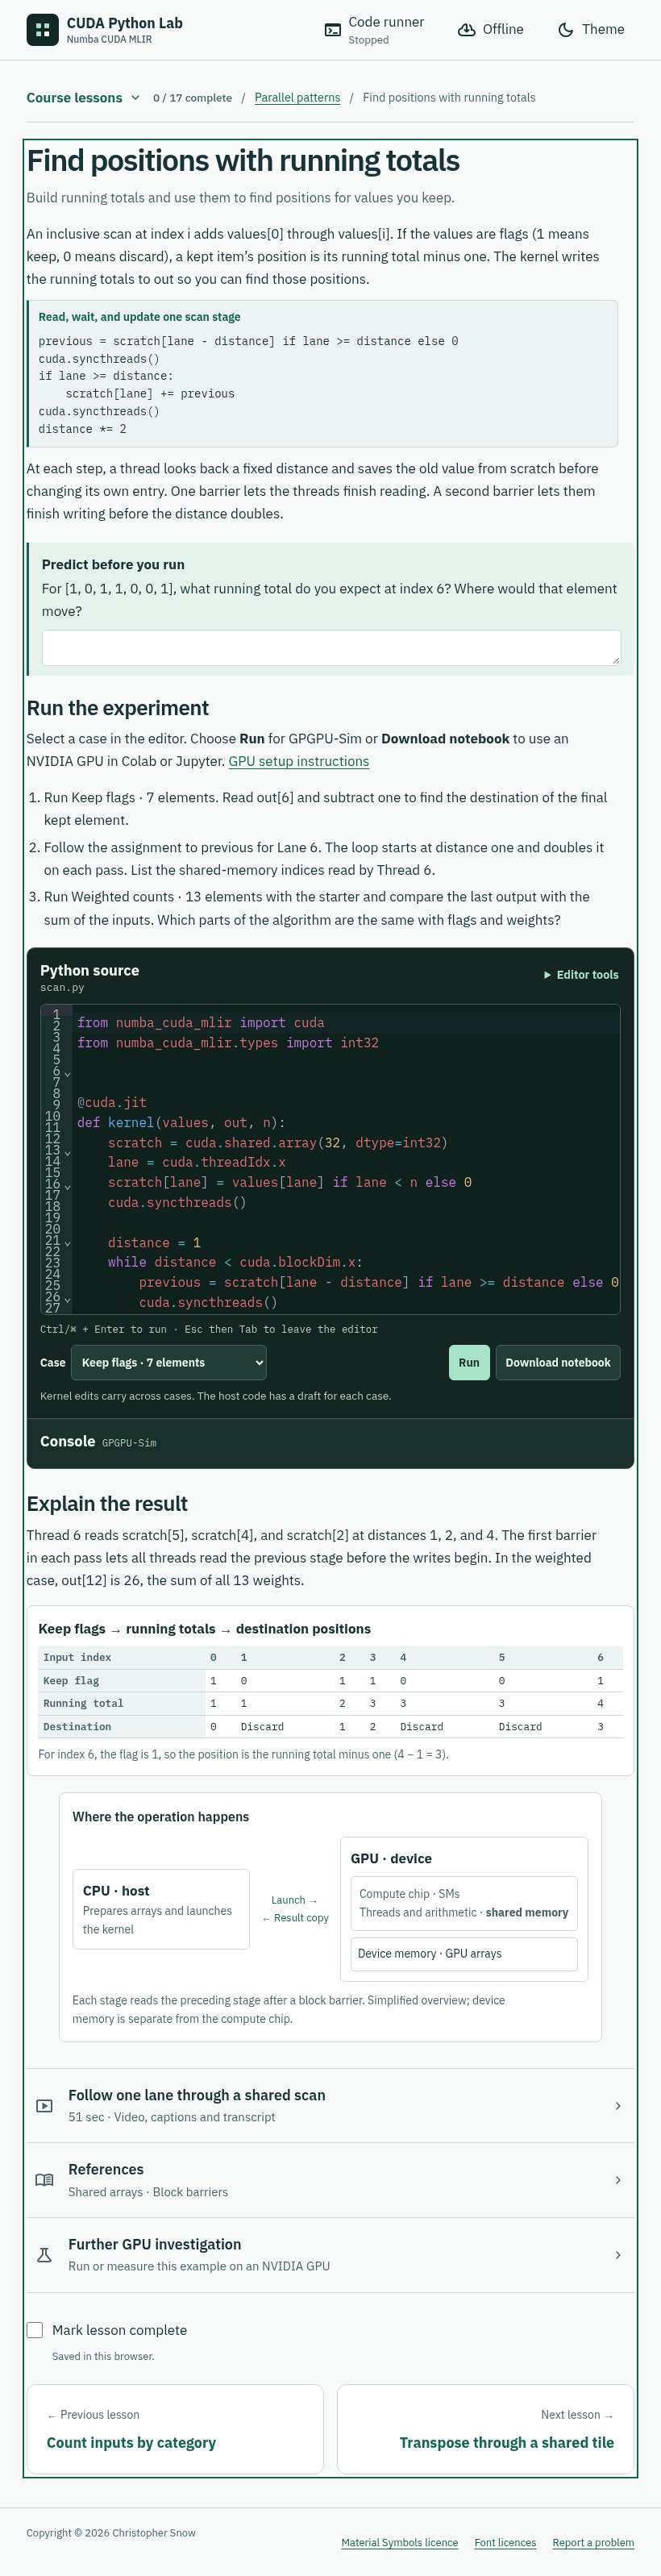 CUDA Python Lab
Numba CUDA MLIR
Code runner
Stopped
Offline
Theme
Course lessons
0 / 17 complete / Parallel patterns / Find positions with running totals
Find positions with running totals
Build running totals and use them to find positions for values you keep.
An inclusive scan at index i adds values[0] through values[i]. If the values are flags (1 means
keep, 0 means discard), a kept item’s position is its running total minus one. The kernel writes
the running totals to out so you can find those positions.
Read, wait, and update one scan stage
previous = scratch[lane - distance] if lane >= distance else 0
cuda.syncthreads()
if lane >= distance:
    scratch[lane] += previous
cuda.syncthreads()
distance *= 2
At each step, a thread looks back a fixed distance and saves the old value from scratch before
changing its own entry. One barrier lets the threads finish reading. A second barrier lets them
finish writing before the distance doubles.
Predict before you run
For [1, 0, 1, 1, 0, 0, 1], what running total do you expect at index 6? Where would that element
move?
Run the experiment
Select a case in the editor. Choose Run for GPGPU-Sim or Download notebook to use an
NVIDIA GPU in Colab or Jupyter. GPU setup instructions
1. Run Keep flags · 7 elements. Read out[6] and subtract one to find the destination of the final
kept element.
2. Follow the assignment to previous for Lane 6. The loop starts at distance one and doubles it
on each pass. List the shared-memory indices read by Thread 6.
3. Run Weighted counts · 13 elements with the starter and compare the last output with the
sum of the inputs. Which parts of the algorithm are the same with flags and weights?
Python source
scan.py
Editor tools
1
2
3
4
5
6
7
8
9
10
11
12
13
14
15
16
17
18
19
20
21
22
23
24
25
26
27
from numba_cuda_mlir import cuda
from numba_cuda_mlir.types import int32
@cuda.jit
def kernel(values, out, n):
    scratch = cuda.shared.array(32, dtype=int32)
    lane = cuda.threadIdx.x
    scratch[lane] = values[lane] if lane < n else 0
    cuda.syncthreads()
    distance = 1
    while distance < cuda.blockDim.x:
        previous = scratch[lane - distance] if lane >= distance else 0
        cuda.syncthreads()
Ctrl/⌘ + Enter to run · Esc then Tab to leave the editor
Case Keep flags · 7 elements Run Download notebook
Kernel edits carry across cases. The host code has a draft for each case.
Console GPGPU-Sim
Explain the result
Thread 6 reads scratch[5], scratch[4], and scratch[2] at distances 1, 2, and 4. The first barrier
in each pass lets all threads read the previous stage before the writes begin. In the weighted
case, out[12] is 26, the sum of all 13 weights.
Keep flags → running totals → destination positions
Input index 0 1 2 3 4 5 6
Keep flag 1 0 1 1 0 0 1
Running total 1 1 2 3 3 3 4
Destination 0 Discard 1 2 Discard Discard 3
For index 6, the flag is 1, so the position is the running total minus one (4 − 1 = 3).
Where the operation happens
CPU · host
Prepares arrays and launches
the kernel
Launch →
← Result copy
GPU · device
Compute chip · SMs
Threads and arithmetic · shared memory
Device memory · GPU arrays
Each stage reads the preceding stage after a block barrier. Simplified overview; device
memory is separate from the compute chip.
Follow one lane through a shared scan
51 sec · Video, captions and transcript
References
Shared arrays · Block barriers
Further GPU investigation
Run or measure this example on an NVIDIA GPU
Mark lesson complete
Saved in this browser.
← Previous lesson
Count inputs by category
Next lesson →
Transpose through a shared tile
Copyright © 2026 Christopher Snow
Material Symbols licence Font licences Report a problem